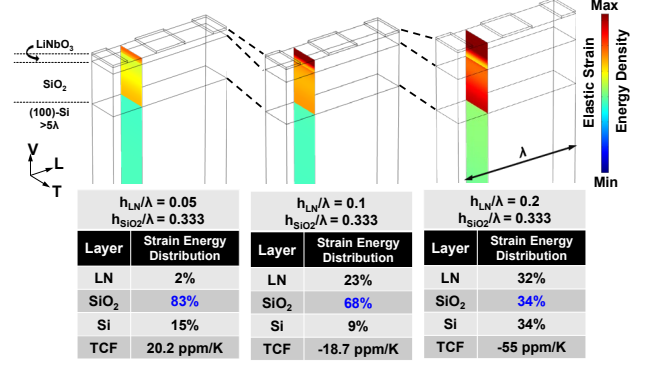 LiNbO₃
SiO₂
(100)-Si
>5λ
V
L
T
λ
Max
Elastic Strain
Energy Density
Min
hLN/λ = 0.05
hSiO2/λ = 0.333
Layer Strain Energy
Distribution
LN 2%
SiO₂ 83%
Si 15%
TCF 20.2 ppm/K
hLN/λ = 0.1
hSiO2/λ = 0.333
Layer Strain Energy
Distribution
LN 23%
SiO₂ 68%
Si 9%
TCF -18.7 ppm/K
hLN/λ = 0.2
hSiO2/λ = 0.333
Layer Strain Energy
Distribution
LN 32%
SiO₂ 34%
Si 34%
TCF -55 ppm/K